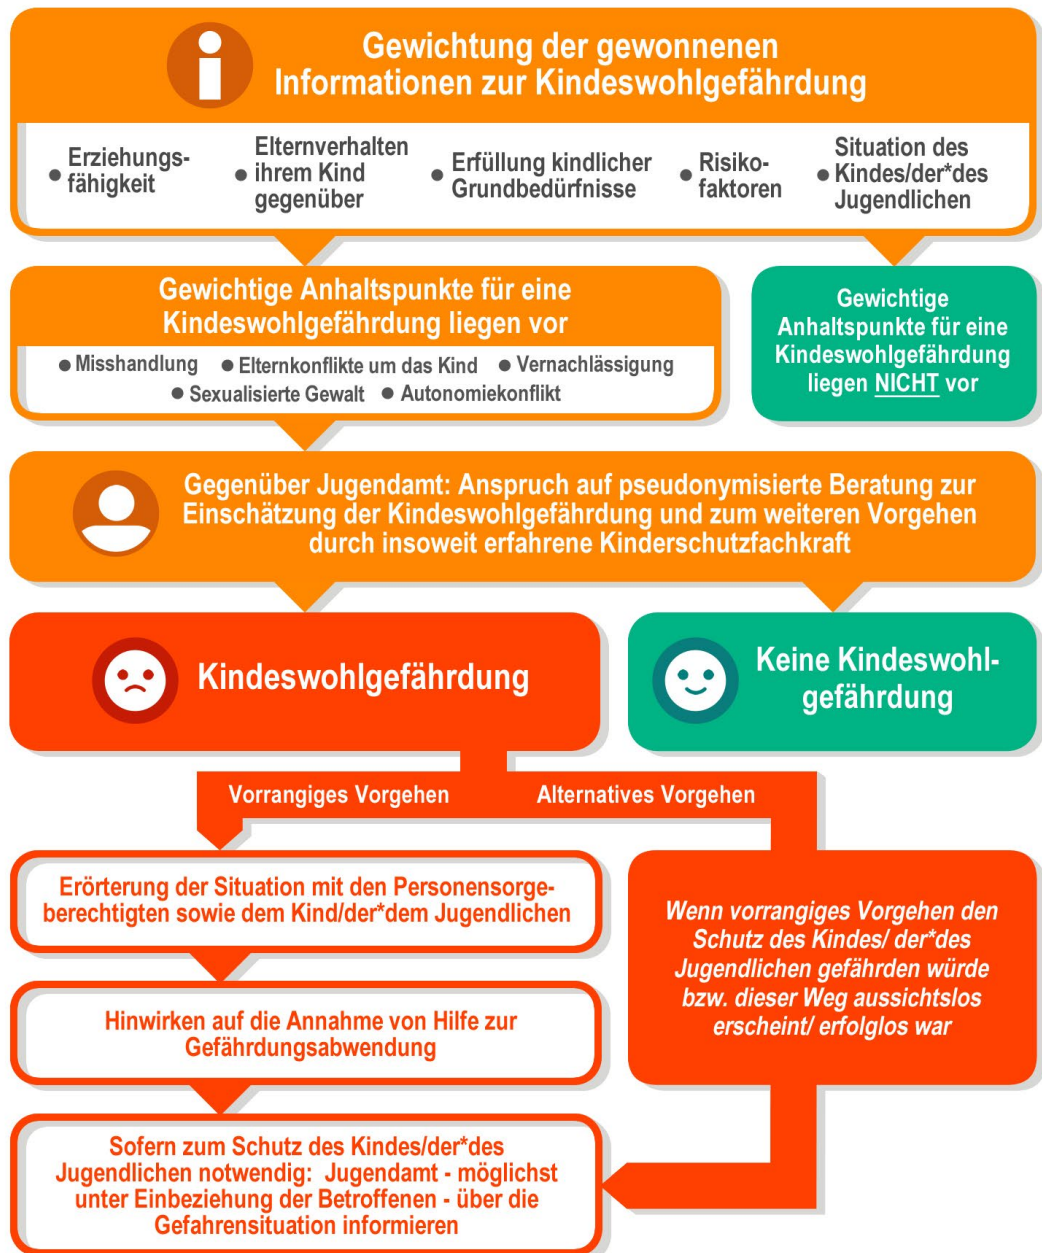 Gewichtung der gewonnenen
Informationen zur Kindeswohlgefährdung
● Erziehungs-
fähigkeit
● Elternverhalten
ihrem Kind
gegenüber
● Erfüllung kindlicher
Grundbedürfnisse
● Risiko-
faktoren
● Situation des
Kindes/der*des
Jugendlichen
Gewichtige Anhaltspunkte für eine
Kindeswohlgefährdung liegen vor
● Misshandlung ● Elternkonflikte um das Kind ● Vernachlässigung
● Sexualisierte Gewalt ● Autonomiekonflikt
Gewichtige
Anhaltspunkte für eine
Kindeswohlgefährdung
liegen NICHT vor
Gegenüber Jugendamt: Anspruch auf pseudonymisierte Beratung zur
Einschätzung der Kindeswohlgefährdung und zum weiteren Vorgehen
durch insoweit erfahrene Kinderschutzfachkraft
Kindeswohlgefährdung
Keine Kindeswohl-
gefährdung
Vorrangiges Vorgehen
Alternatives Vorgehen
Erörterung der Situation mit den Personensorge-
berechtigten sowie dem Kind/der*dem Jugendlichen
Hinwirken auf die Annahme von Hilfe zur
Gefährdungsabwendung
Sofern zum Schutz des Kindes/der*des
Jugendlichen notwendig: Jugendamt - möglichst
unter Einbeziehung der Betroffenen - über die
Gefahrensituation informieren
Wenn vorrangiges Vorgehen den
Schutz des Kindes/ der*des
Jugendlichen gefährden würde
bzw. dieser Weg aussichtslos
erscheint/ erfolglos war